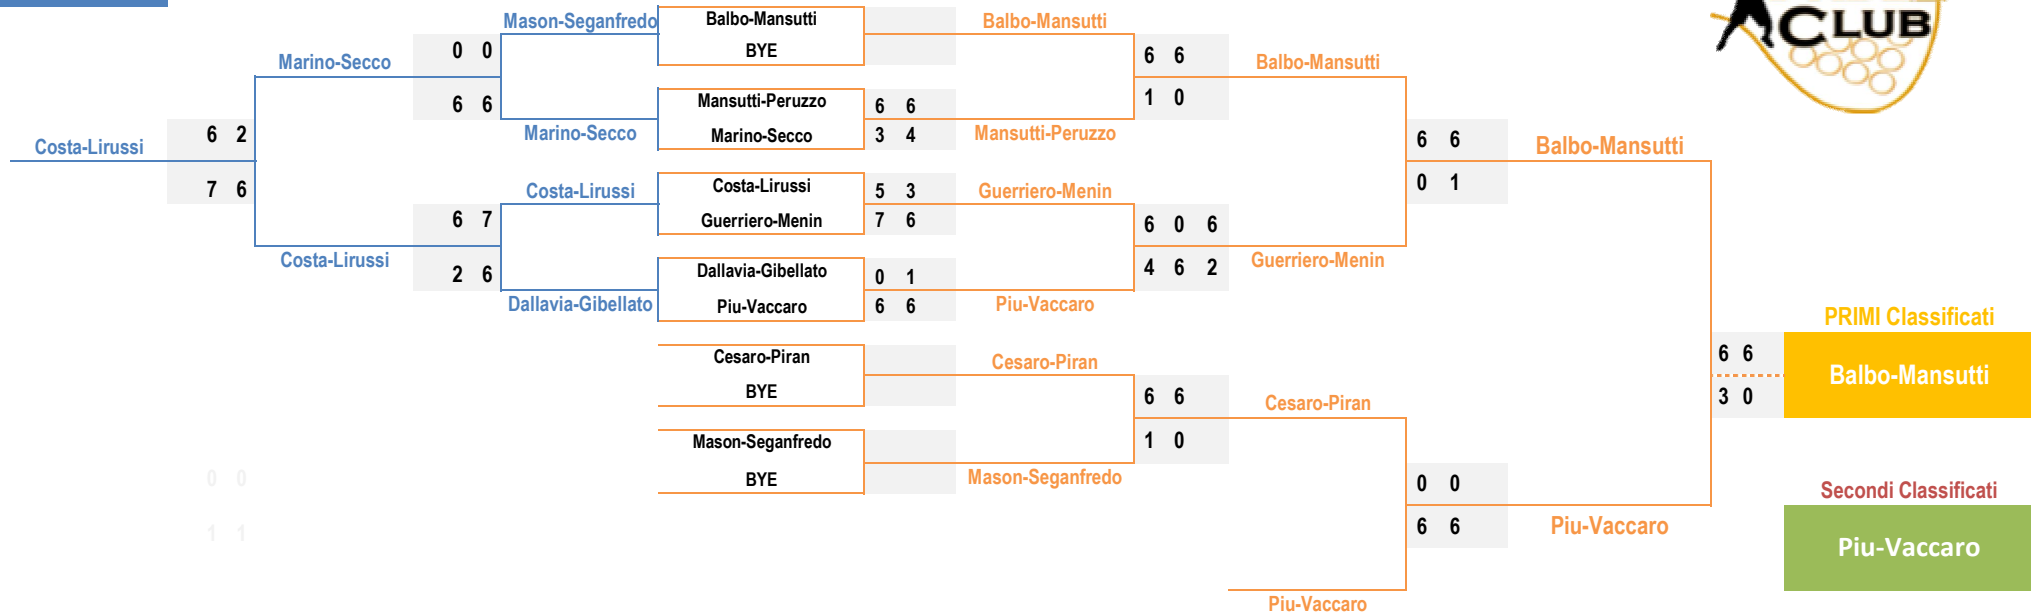 Mason-Seganfredo Balbo-Mansutti Balbo-Mansutti
CLUB
0 0 BYE 6 6
Marino-Secco Balbo-Mansutti
6 6 Mansutti-Peruzzo 6 6 1 0
Marino-Secco Marino-Secco 3 4 Mansutti-Peruzzo
6 2 6 6
Costa-Lirussi Balbo-Mansutti
7 6 Costa-Lirussi Costa-Lirussi 5 3 Guerriero-Menin 0 1
6 7 Guerriero-Menin 7 6 6 0 6
Costa-Lirussi Guerriero-Menin
2 6 Dallavia-Gibellato 0 1 4 6 2
Dallavia-Gibellato Piu-Vaccaro 6 6 Piu-Vaccaro
PRIMI Classificati
Cesaro-Piran Cesaro-Piran 6 6
Balbo-Mansutti
BYE 6 6 3 0
Cesaro-Piran
Mason-Seganfredo 1 0
BYE Mason-Seganfredo
0 0 0 0
Secondi Classificati
1 1 6 6 Piu-Vaccaro
Piu-Vaccaro
Piu-Vaccaro